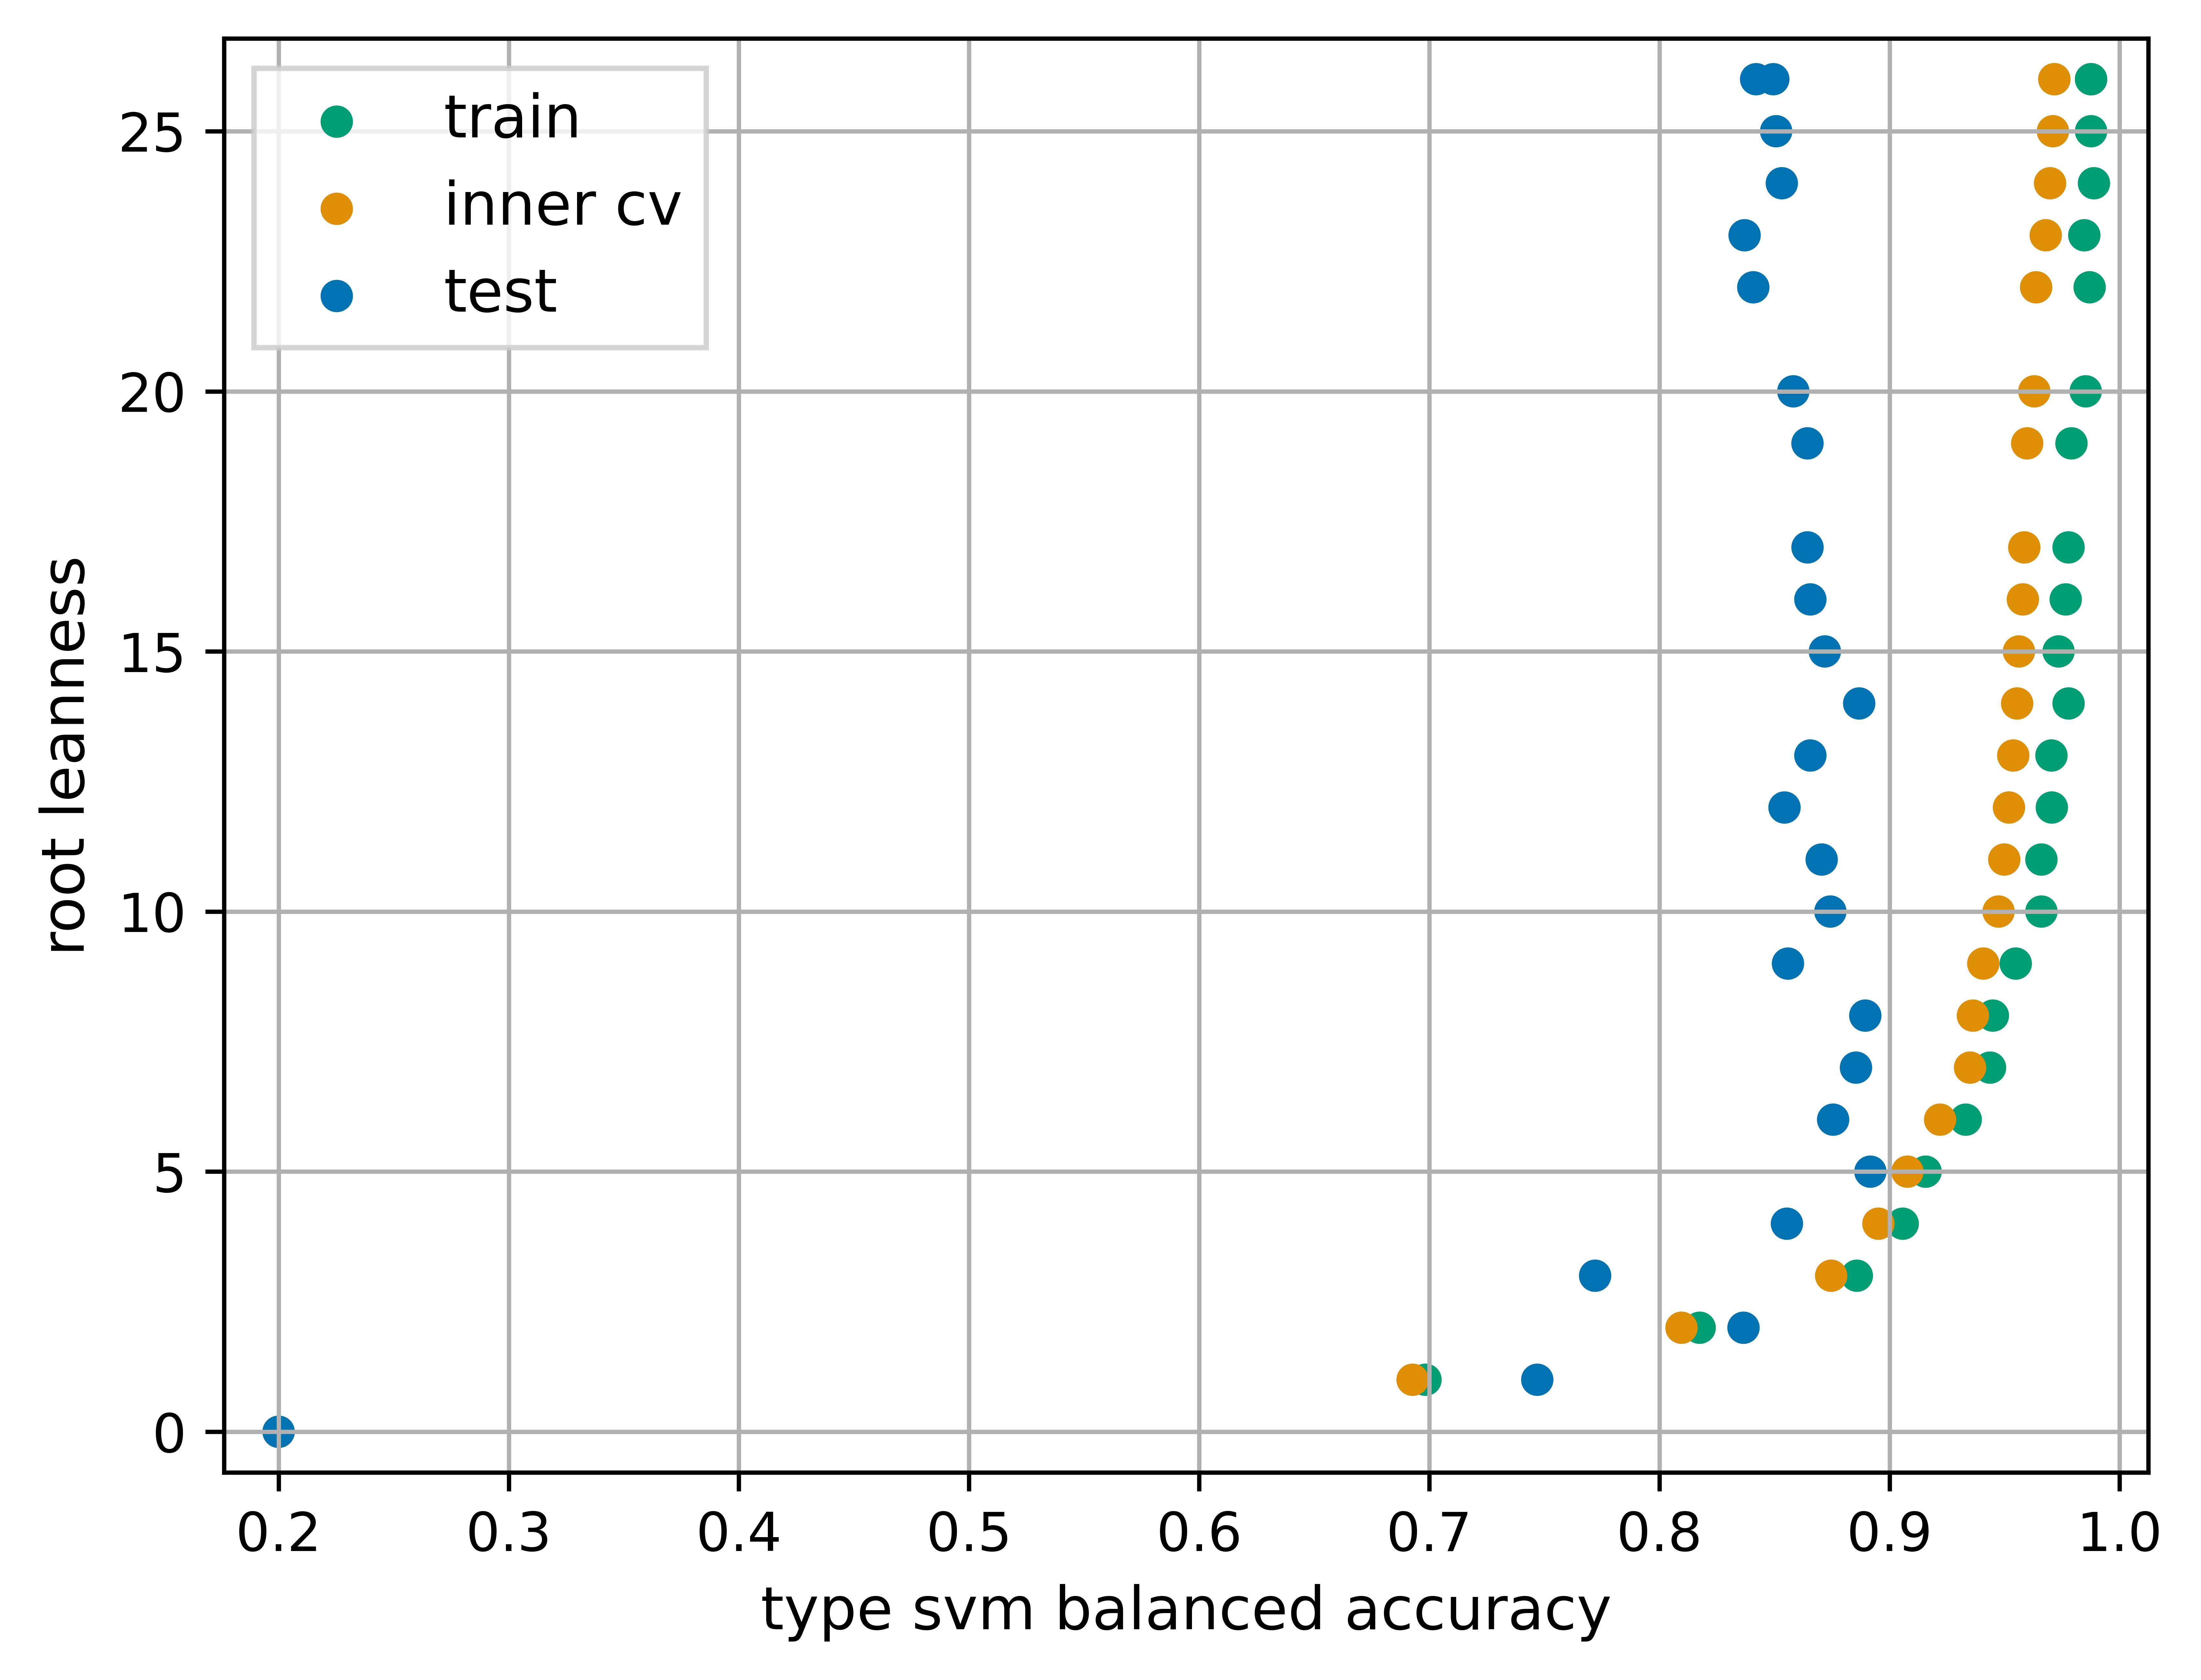 train
inner cv
test
25
20
15
10
5
0
root leanness
0.2 0.3 0.4 0.5 0.6 0.7 0.8 0.9 1.0
type svm balanced accuracy